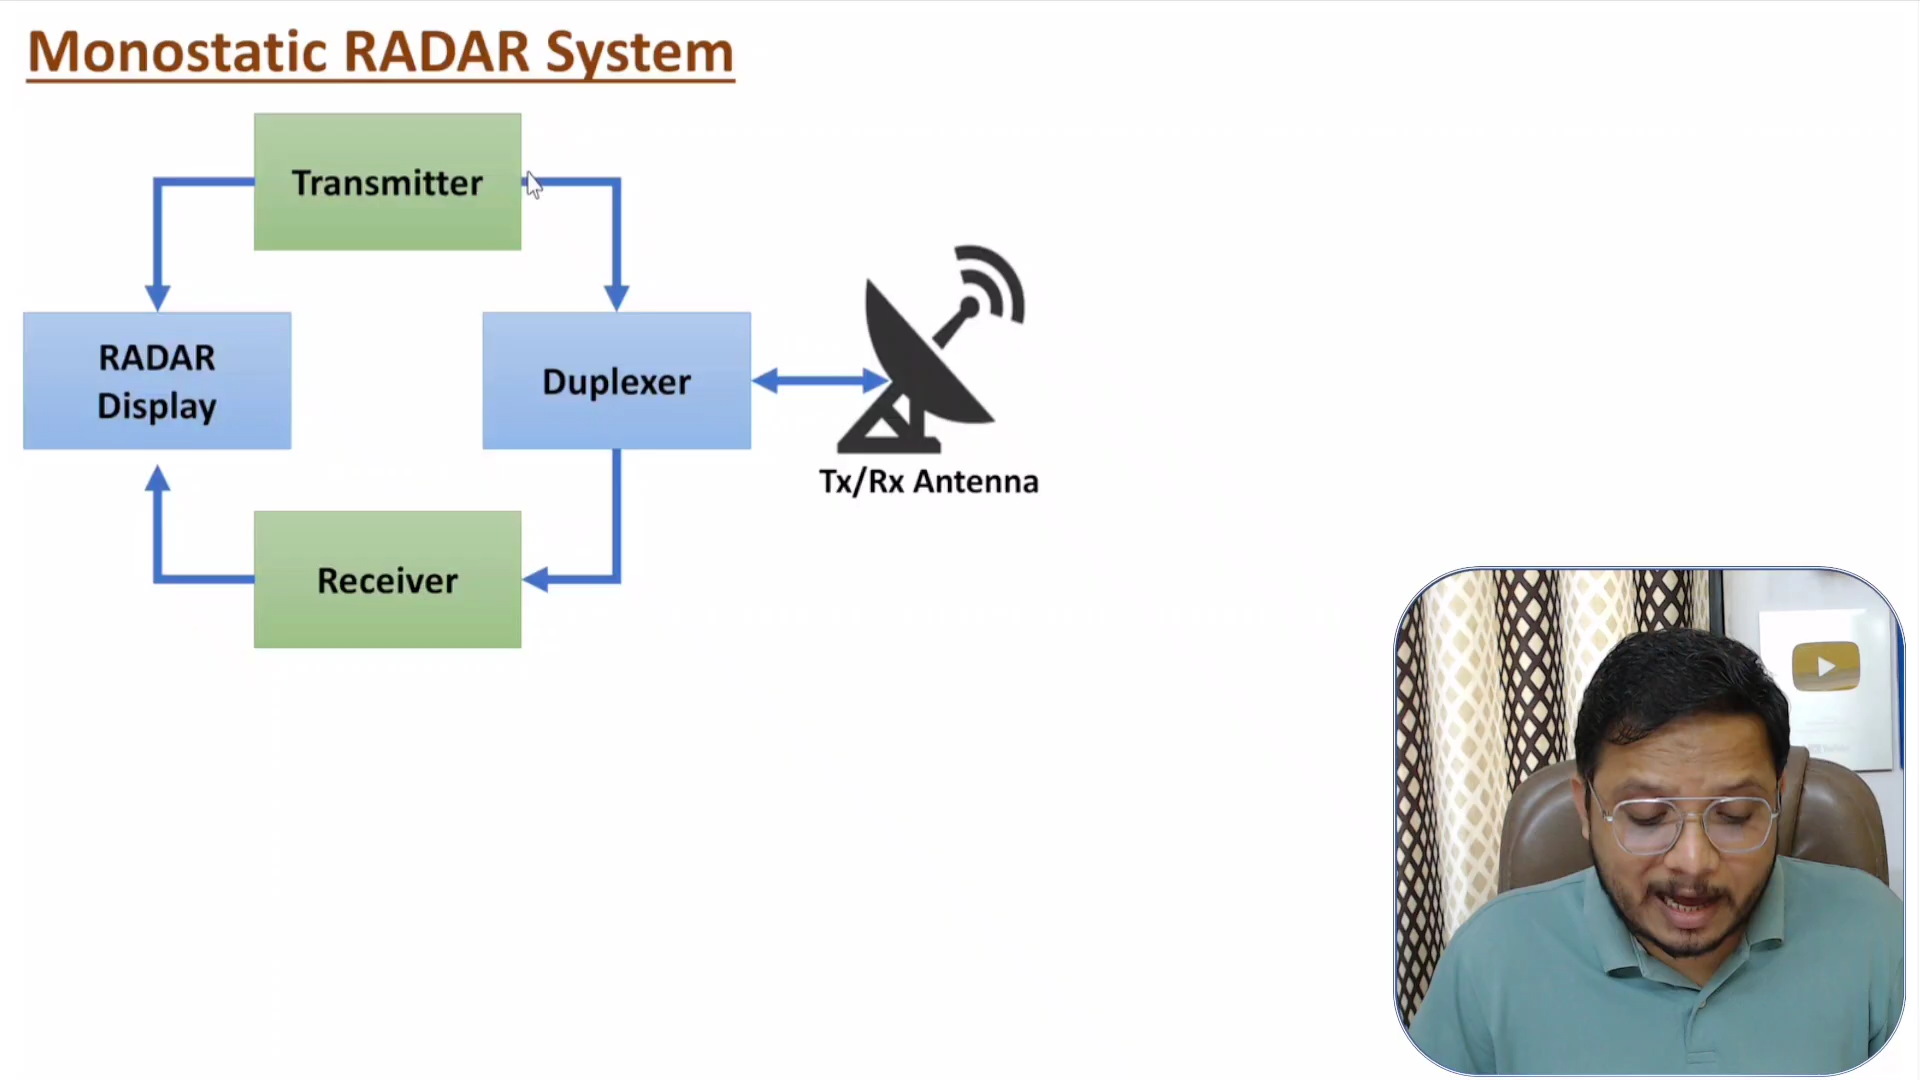 Monostatic RADAR System
Transmitter
RADAR
Display
Duplexer
Tx/Rx Antenna
Receiver